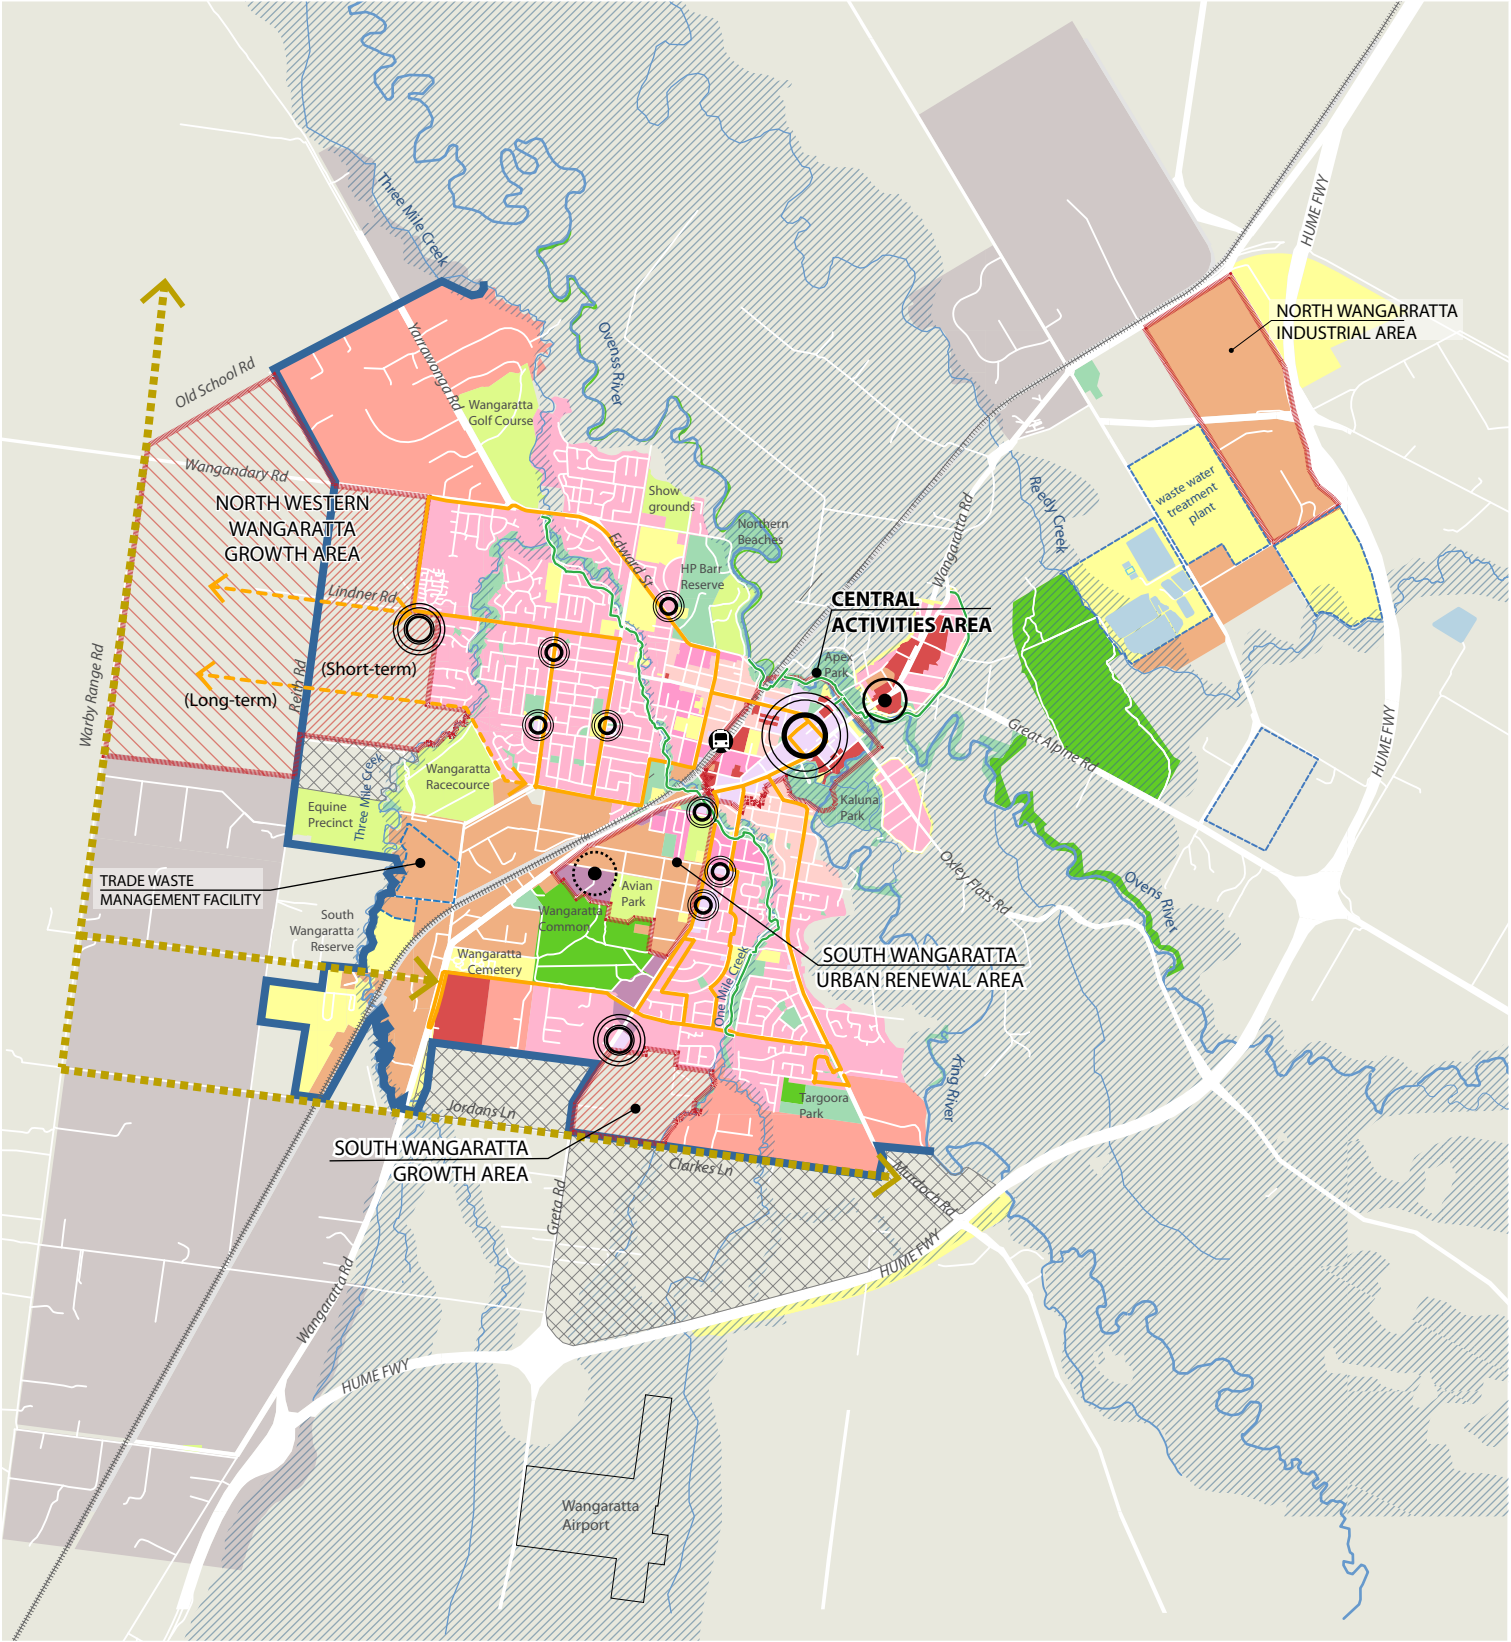 Three Mile Creek
HUME FWY
NORTH WANGARRATTA
INDUSTRIAL AREA
Ovenss River
Yarrawonga Rd
Old School Rd
Wangaratta
Golf Course
Wangandary Rd
NORTH WESTERN
WANGARATTA
GROWTH AREA
Show
grounds
Northern
Beaches
Wangaratta Rd
Reedy Creek
waste water
treatment
plant
Edward St
HP Barr
Reserve
Lindner Rd
CENTRAL
ACTIVITIES AREA
(Short-term)
(Long-term)
Reith Rd
Warby Range Rd
Apex
Park
Great Alpine Rd
HUME FWY
Wangaratta
Racecource
Three Mile Creek
Equine
Precinct
Kaluna
Park
Oxley Flats Rd
Ovens River
TRADE WASTE
MANAGEMENT FACILITY
Avian
Park
Wangaratta
Common
South
Wangaratta
Reserve
Wangaratta
Cemetery
One Mile Creek
SOUTH WANGARATTA
URBAN RENEWAL AREA
King River
Targoora
Park
Jordans Ln
SOUTH WANGARATTA
GROWTH AREA
Clarkes Ln
Murdoch Rd
Greta Rd
HUME FWY
Wangaratta Rd
HUME FWY
Wangaratta
Airport